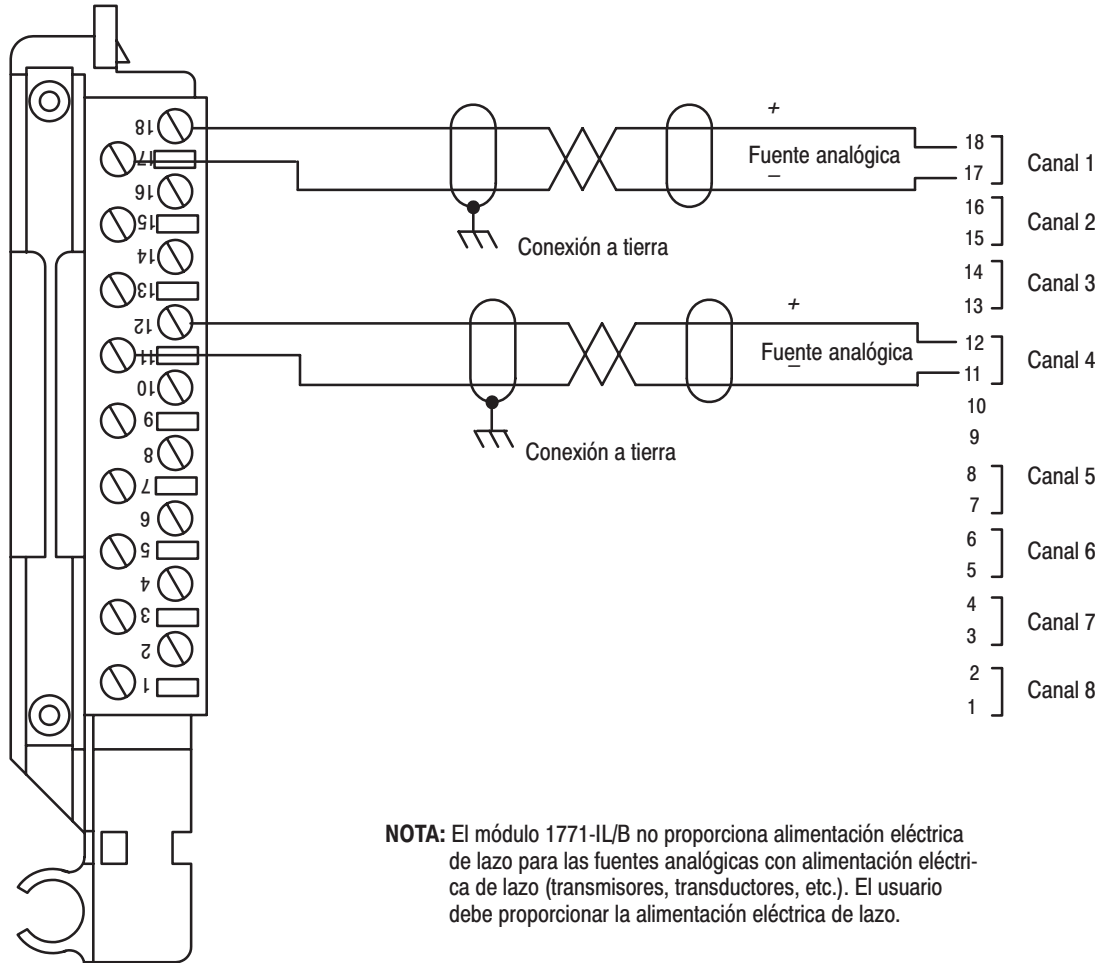 18
17
16
15
14
13
12
11
10
9
8
7
6
5
4
3
2
1
+
Fuente analógica
–
Conexión a tierra
+
Fuente analógica
–
Conexión a tierra
18
17
Canal 1
16
15
Canal 2
14
13
Canal 3
12
11
Canal 4
10
9
8
7
Canal 5
6
5
Canal 6
4
3
Canal 7
2
1
Canal 8
NOTA: El módulo 1771-IL/B no proporciona alimentación eléctrica
de lazo para las fuentes analógicas con alimentación eléctri-
ca de lazo (transmisores, transductores, etc.). El usuario
debe proporcionar la alimentación eléctrica de lazo.